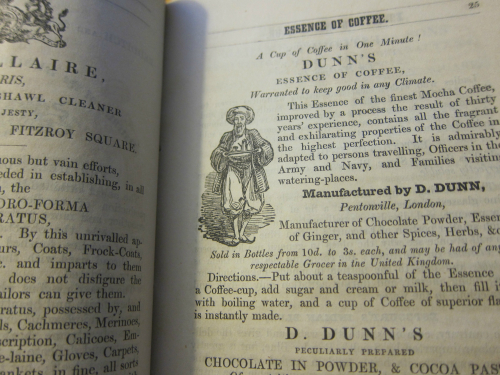 LLAIRE,
RIS,
SHAWL CLEANER
JESTY,
FITZROY SQUARE.
ous but vain efforts,
eded in establishing, in all
n, the
DRO-FORMA
RATUS,
. By this unrivalled ap-
urs, Coats, Frock-Coats,
c. and imparts to them
does not disfigure the
ailors can give them.
ratus, possessed by, and
ds, Cachmeres, Merinoes,
scription, Calicoes, Em-
e-laine, Gloves, Carpets,
ankets, in fine, all sorts
ESSENCE OF COFFEE.
25
A Cup of Coffee in One Minute!
DUNN'S
ESSENCE OF COFFEE,
Warranted to keep good in any Climate.
This Essence of the finest Mocha Coffee,
improved by a process the result of thirty
years' experience, contains all the fragrant
and exhilarating properties of the Coffee in
the highest perfection. It is admirably
adapted to persons travelling, Officers in the
Army and Navy, and Families visiting
watering-places.
Manufactured by D. DUNN,
Pentonville, London,
Manufacturer of Chocolate Powder, Essen
of Ginger, and other Spices, Herbs, &c
Sold in Bottles from 10d. to 3s. each, and may be had of any
respectable Grocer in the United Kingdom.
Directions.—Put about a teaspoonful of the Essence
a Coffee-cup, add sugar and cream or milk, then fill it
with boiling water, and a cup of Coffee of superior fla
is instantly made.
D. DUNN'S
PECULIARLY PREPARED
CHOCOLATE IN POWDER, & COCOA PAS